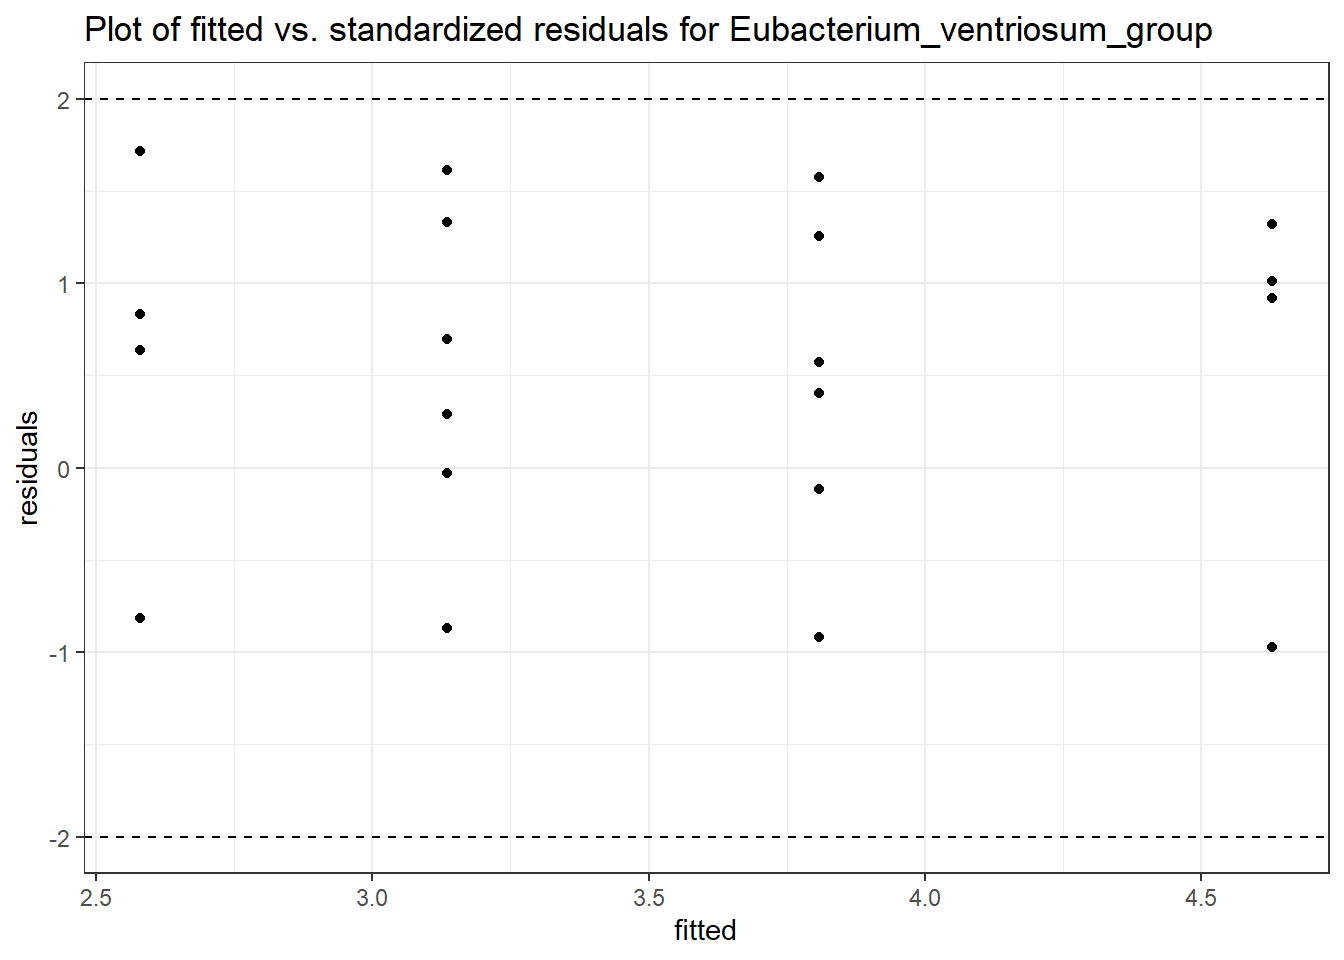 Plot of fitted vs. standardized residuals for Eubacterium_ventriosum_group
residuals
2
1
0
-1
-2
2.5 3.0 3.5 4.0 4.5
fitted